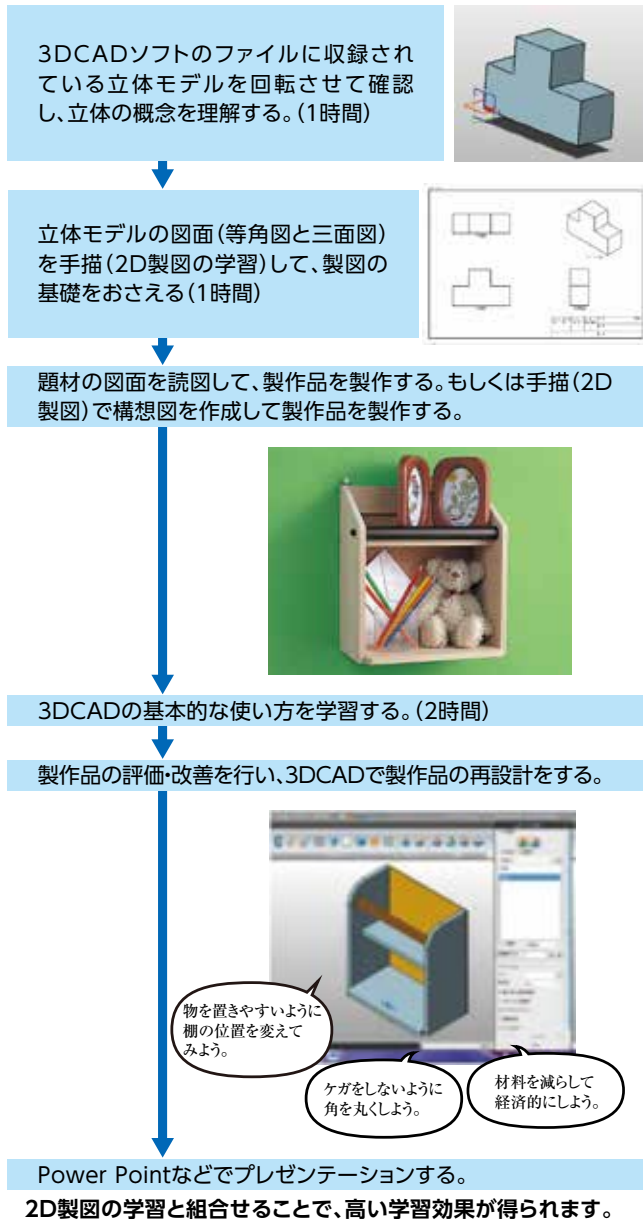 3DCADソフトのファイルに収録され
ている立体モデルを回転させて確認
し、立体の概念を理解する。(1時間)
立体モデルの図面(等角図と三面図)
を手描(2D製図の学習)して、製図の
基礎をおさえる(1時間)
題材の図面を読図して、製作品を製作する。もしくは手描(2D
製図)で構想図を作成して製作品を製作する。
3DCADの基本的な使い方を学習する。(2時間)
製作品の評価・改善を行い、3DCADで製作品の再設計をする。
物を置きやすいように
棚の位置を変えて
みよう。
ケガをしないように
角を丸くしよう。
材料を減らして
経済的にしよう。
Power Pointなどでプレゼンテーションする。
2D製図の学習と組合せることで、高い学習効果が得られます。